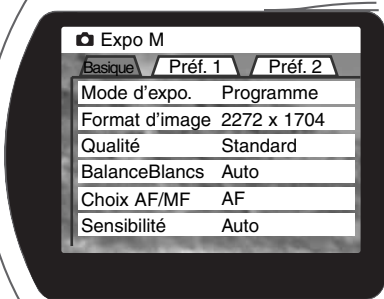 Expo M
Basique Préf. 1 Préf. 2
Mode d'expo. Programme
Format d'image 2272 x 1704
Qualité Standard
BalanceBlancs Auto
Choix AF/MF AF
Sensibilité Auto